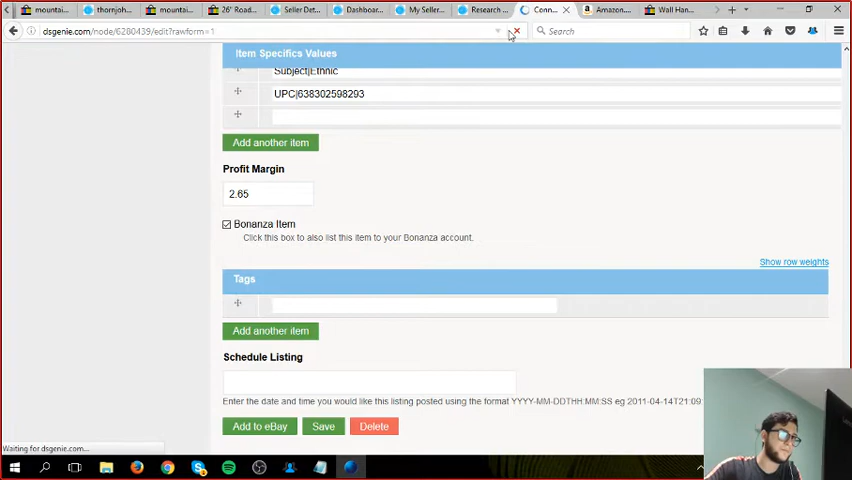 mountai...
thornjoh...
mountai...
26" Road...
Seller Det...
Dashboar...
My Seller...
Research ...
Conn...
Amazon....
Wall Han...
dsgenie.com/node/6280439/edit?rawform=1
Search
Item Specifics Values
Subject|Ethnic
UPC|638302598293
Add another item
Profit Margin
2.65
Bonanza Item
Click this box to also list this item to your Bonanza account.
Show row weights
Tags
Add another item
Schedule Listing
Enter the date and time you would like this listing posted using the format YYYY-MM-DDTHH:MM:SS eg 2011-04-14T21:09:
Add to eBay
Save
Delete
Waiting for dsgenie.com...